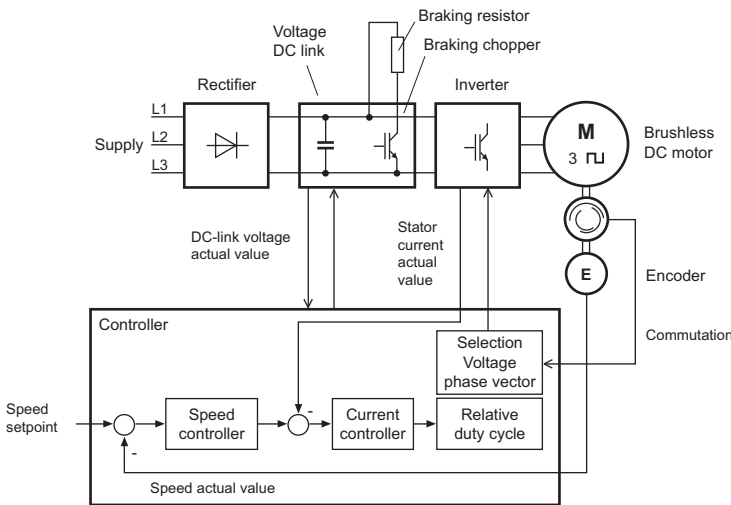 Braking resistor
Voltage
DC link
Braking chopper
Rectifier
Inverter
L1
Supply
L2
L3
M
3
Brushless
DC motor
DC-link voltage
actual value
Stator
current
actual
value
E
Encoder
Controller
Commutation
Selection
Voltage
phase vector
Speed
setpoint
Speed
controller
-
Current
controller
Relative
duty cycle
-
Speed actual value